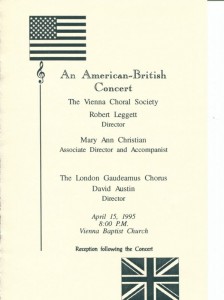 An American-British
Concert
The Vienna Choral Society
Robert Leggett
Director
Mary Ann Christian
Associate Director and Accompanist
The London Gaudeamus Chorus
David Austin
Director
April 15, 1995
8:00 P.M.
Vienna Baptist Church
Reception following the Concert